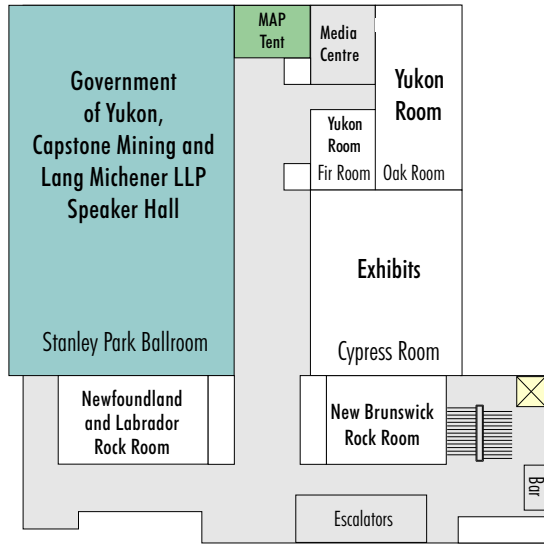 Government
of Yukon,
Capstone Mining and
Lang Michener LLP
Speaker Hall
Stanley Park Ballroom
MAP
Tent
Media
Centre
Yukon
Room
Fir Room
Yukon
Room
Oak Room
Exhibits
Cypress Room
Newfoundland
and Labrador
Rock Room
New Brunswick
Rock Room
Bar
Escalators